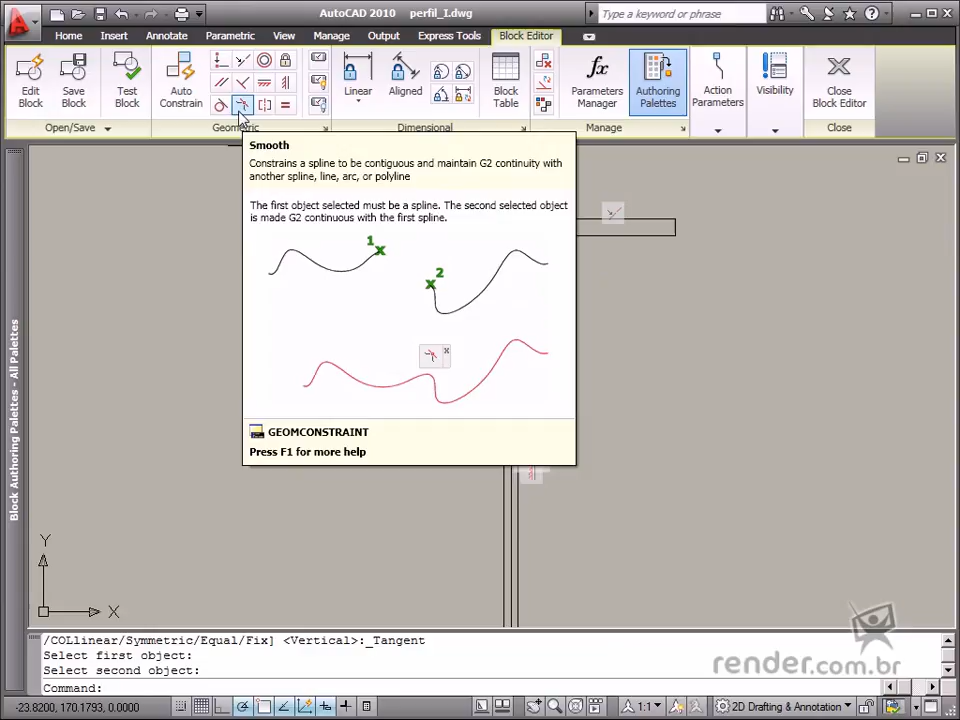 AutoCAD 2010 perfil_I.dwg
Type a keyword or phrase
Home Insert Annotate Parametric View Manage Output Express Tools Block Editor
Edit Block
Save Block
Test Block
Auto Constrain
Linear
Aligned
Block Table
Parameters Manager
Authoring Palettes
Action Parameters
Visibility
Close Block Editor
Open/Save Geometric Dimensional Manage Close
Smooth
Constrains a spline to be contiguous and maintain G2 continuity with
another spline, line, arc, or polyline
The first object selected must be a spline. The second selected object
is made G2 continuous with the first spline.
1
2
GEOMCONSTRAINT
Press F1 for more help
Block Authoring Palettes - All Palettes
Y
X
/COLlinear/Symmetric/Equal/Fix] <Vertical>:_Tangent
Select first object:
Select second object:
Command:
render.com.br
-23.8200, 170.1793, 0.0000 1:1 2D Drafting & Annotation